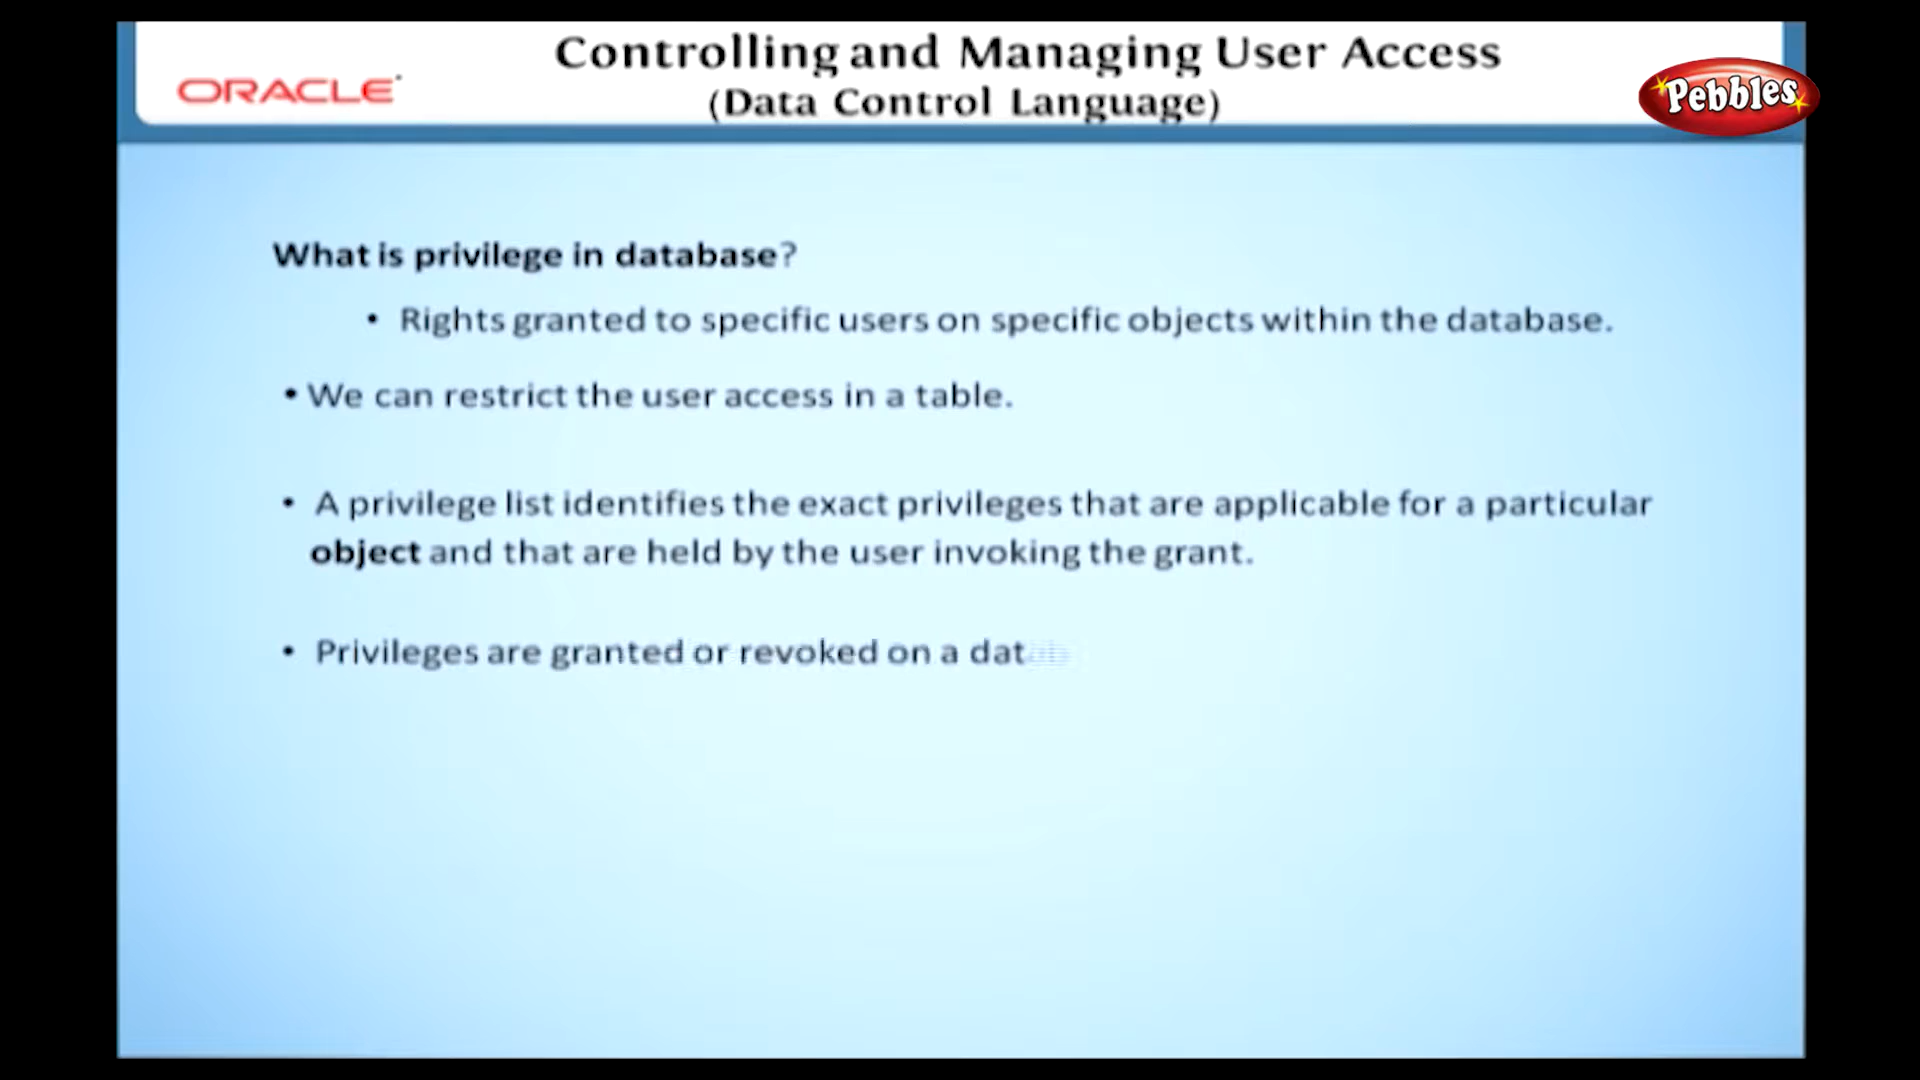 Controlling and Managing User Access
ORACLE
(Data Control Language)
Pebbles
What is privilege in database?
• Rights granted to specific users on specific objects within the database.
• We can restrict the user access in a table.
• A privilege list identifies the exact privileges that are applicable for a particular
object and that are held by the user invoking the grant.
• Privileges are granted or revoked on a dat